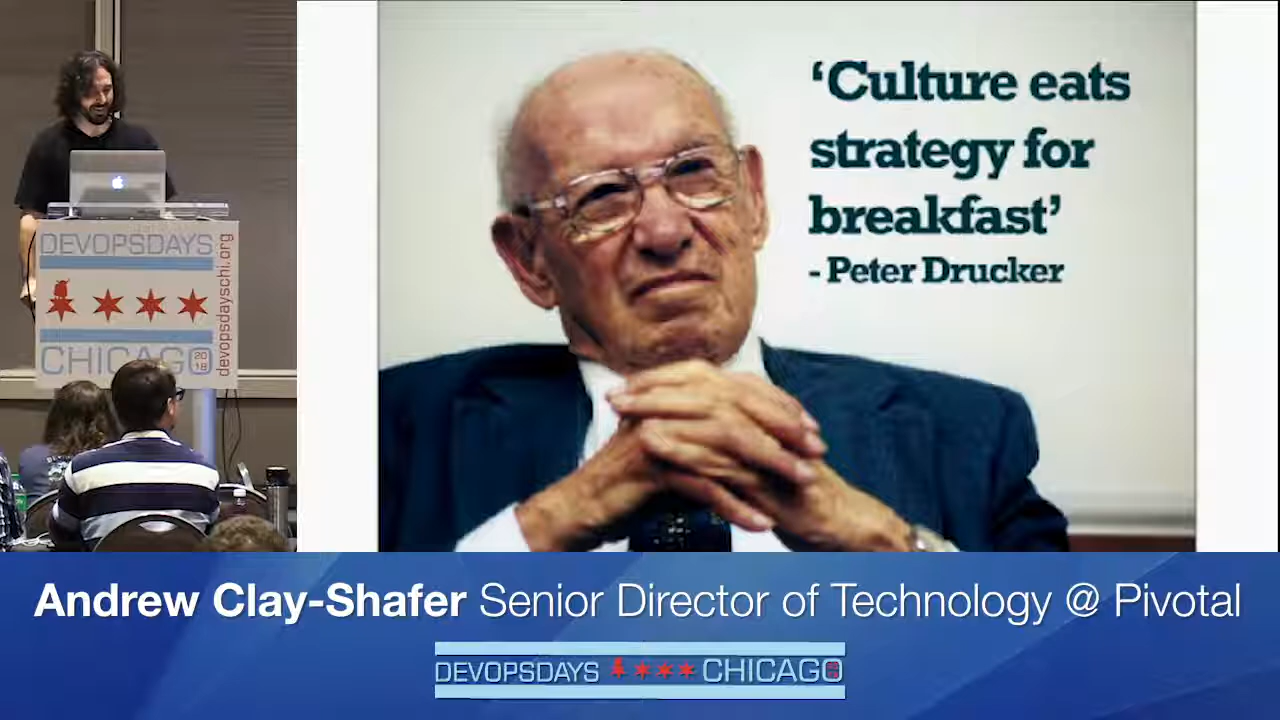 ‘Culture eats
strategy for
breakfast’
- Peter Drucker
DEVOPSDAYS
CHICAGO
2018
devopsdayschi.org
Andrew Clay-Shafer Senior Director of Technology @ Pivotal
DEVOPSDAYS CHICAGO